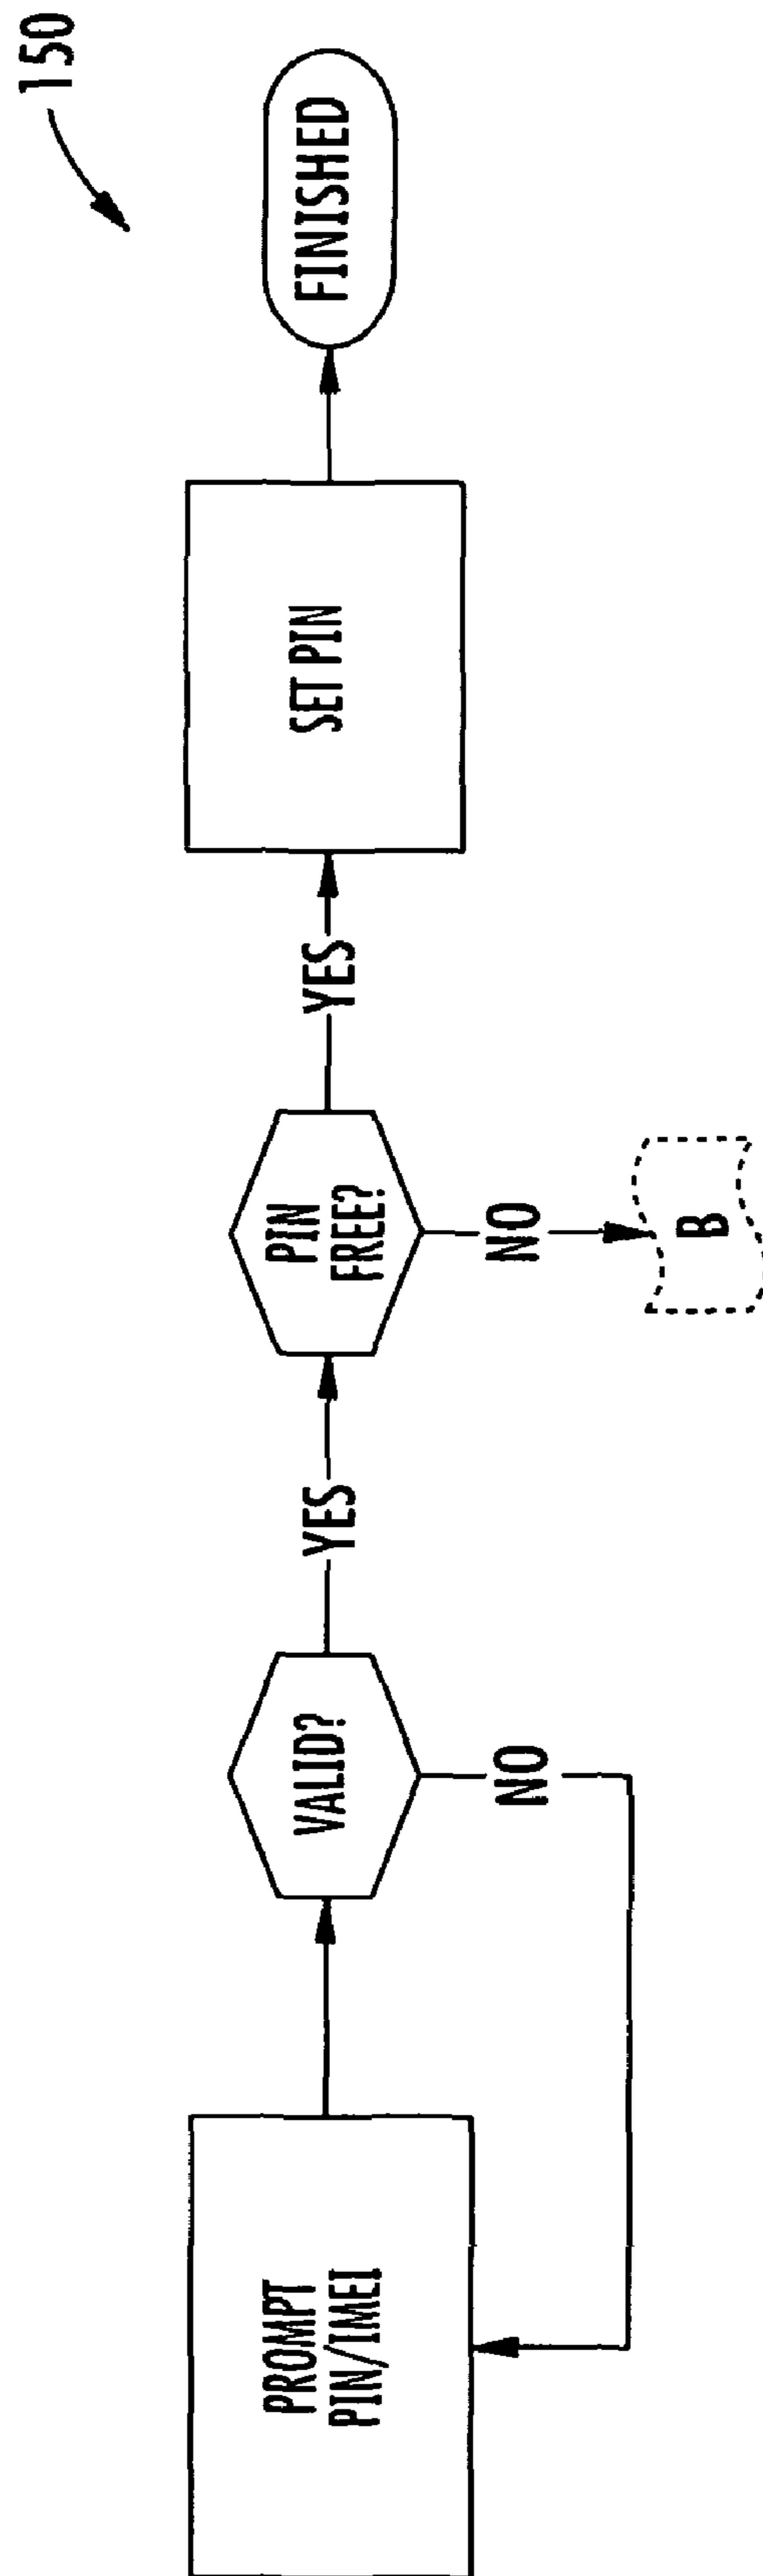 150
PROMPT
PIN/IMEI
VALID?
YES
NO
PIN
FREE?
YES
NO
B
SET PIN
FINISHED